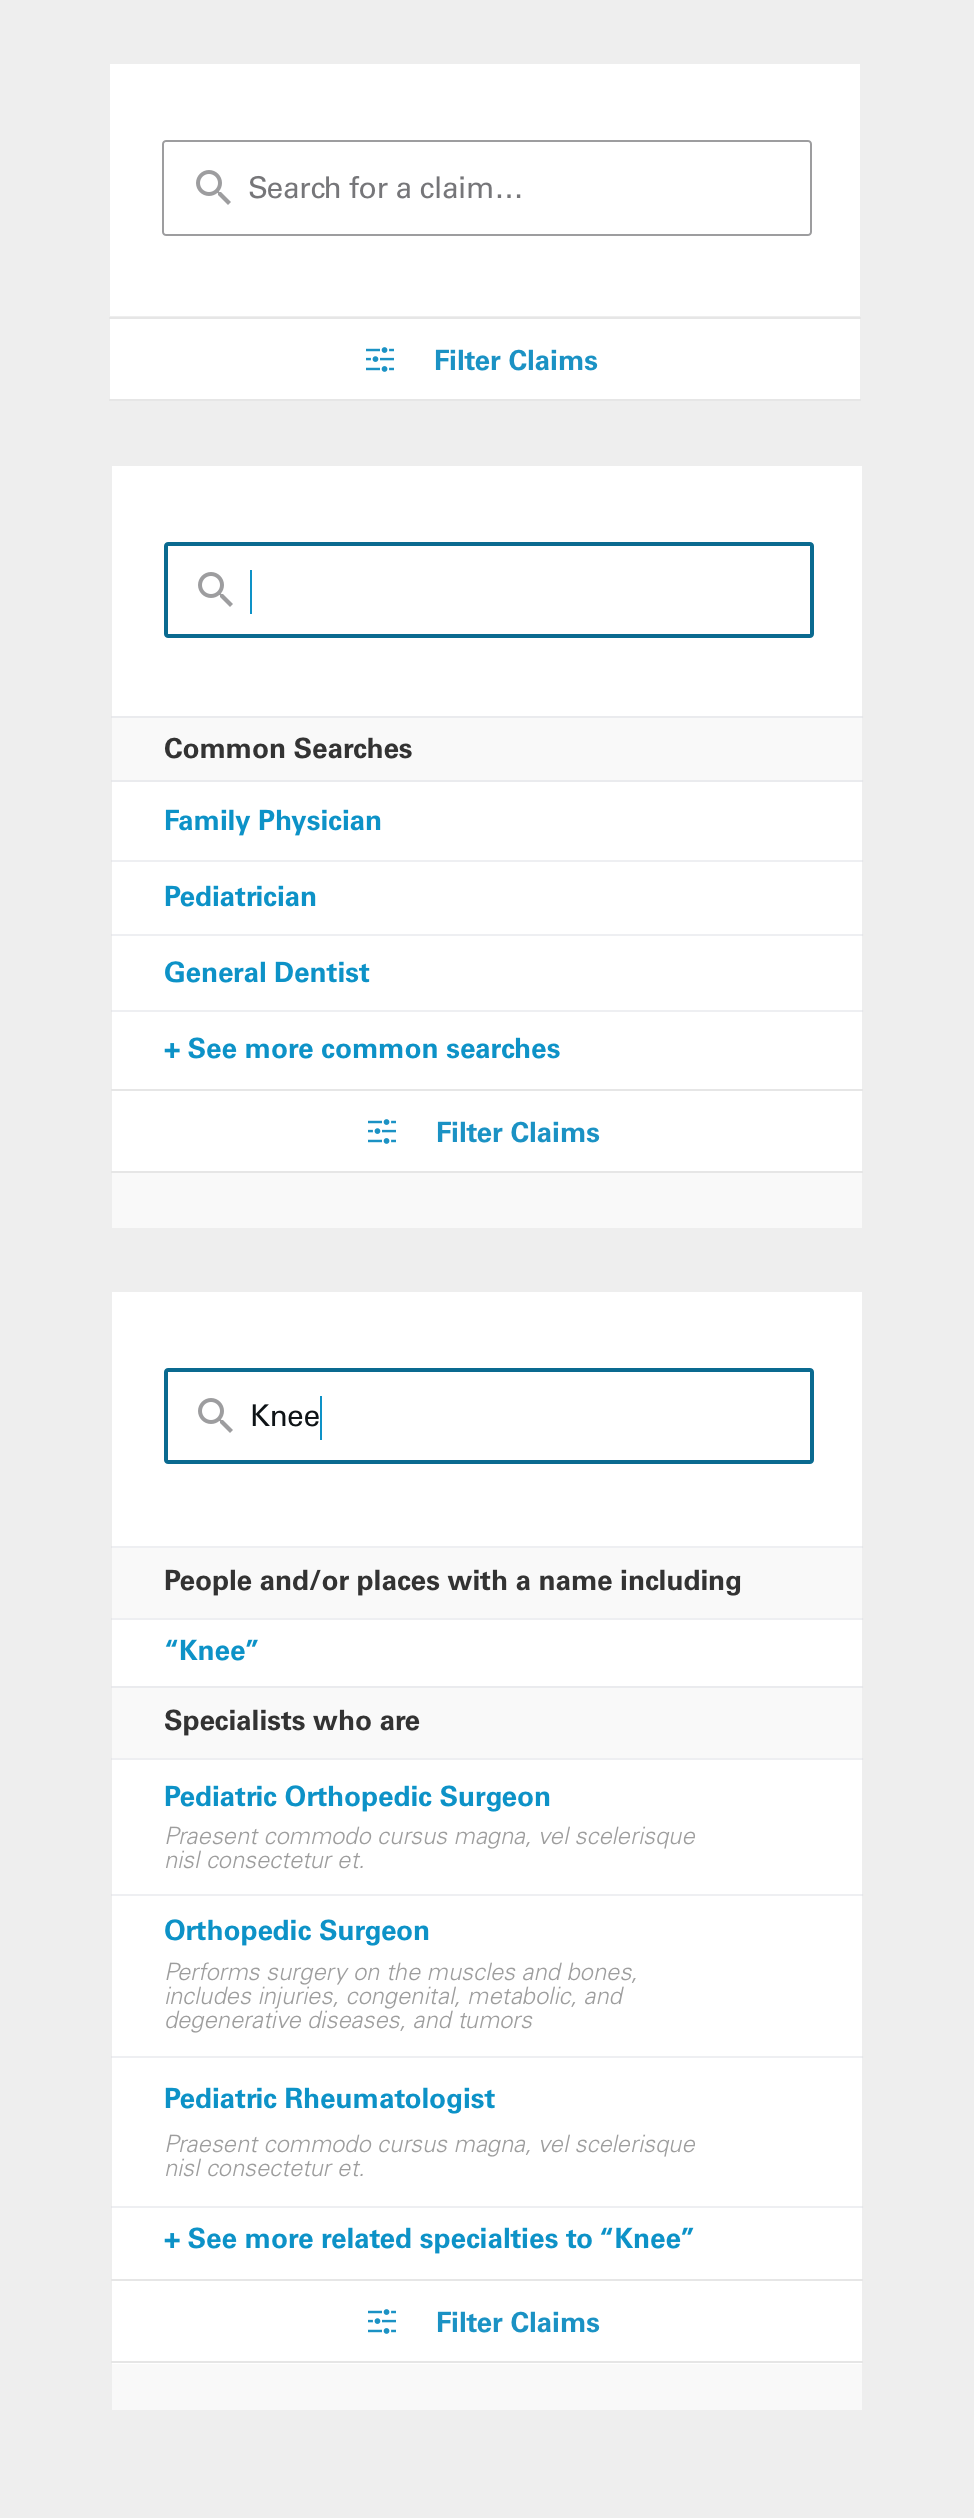 Search for a claim...
Filter Claims
Common Searches
Family Physician
Pediatrician
General Dentist
+ See more common searches
Filter Claims
Knee
People and/or places with a name including
“Knee”
Specialists who are
Pediatric Orthopedic Surgeon
Praesent commodo cursus magna, vel scelerisque
nisl consectetur et.
Orthopedic Surgeon
Performs surgery on the muscles and bones,
includes injuries, congenital, metabolic, and
degenerative diseases, and tumors
Pediatric Rheumatologist
Praesent commodo cursus magna, vel scelerisque
nisl consectetur et.
+ See more related specialties to “Knee”
Filter Claims